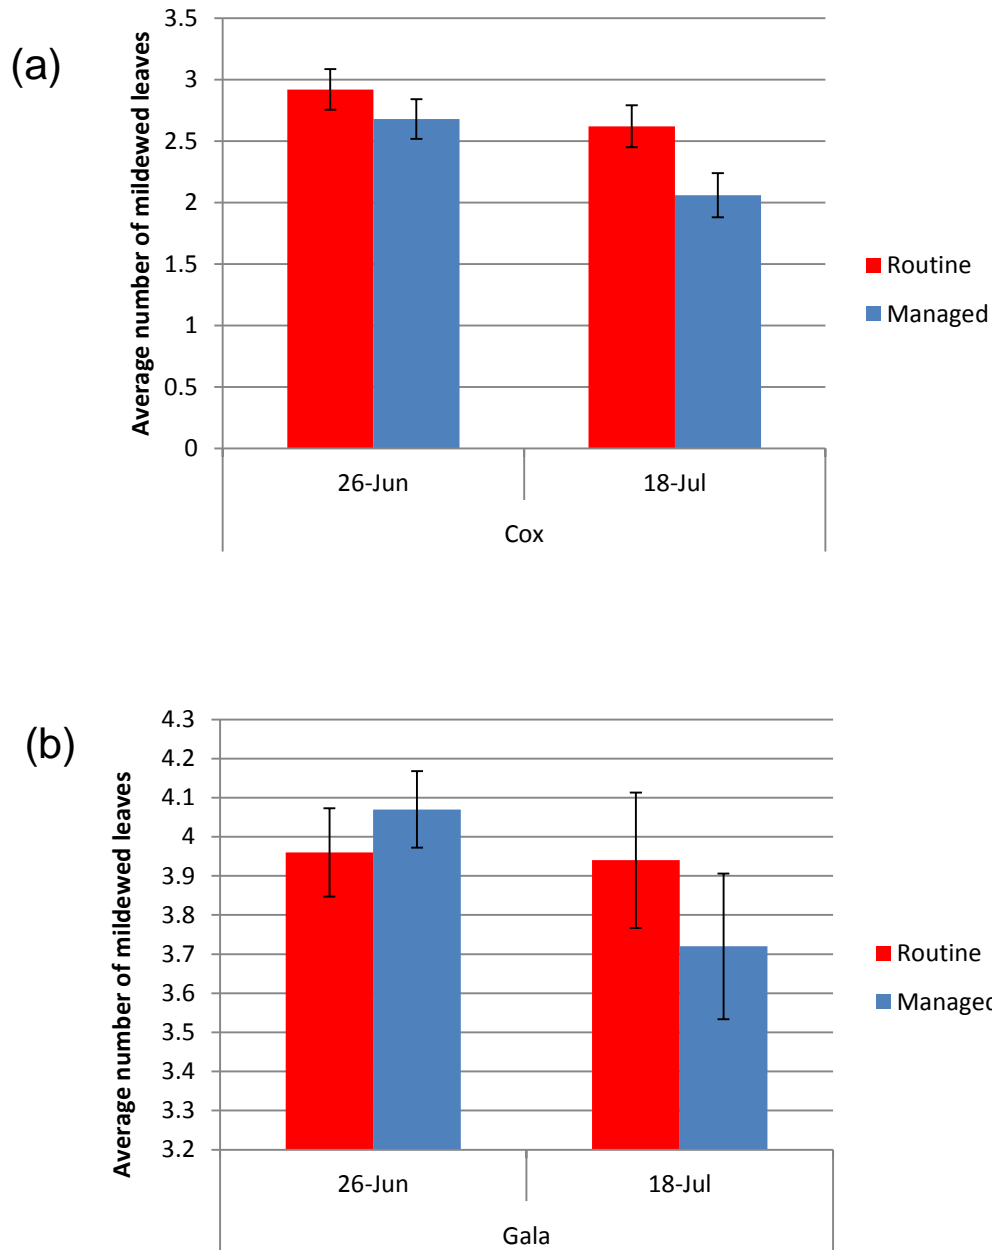 (a)
Average number of mildewed leaves
3.5
3
2.5
2
1.5
1
0.5
0
26-Jun 18-Jul
Cox
Routine
Managed
(b)
Average number of mildewed leaves
4.3
4.2
4.1
4
3.9
3.8
3.7
3.6
3.5
3.4
3.3
3.2
26-Jun 18-Jul
Gala
Routine
Managed